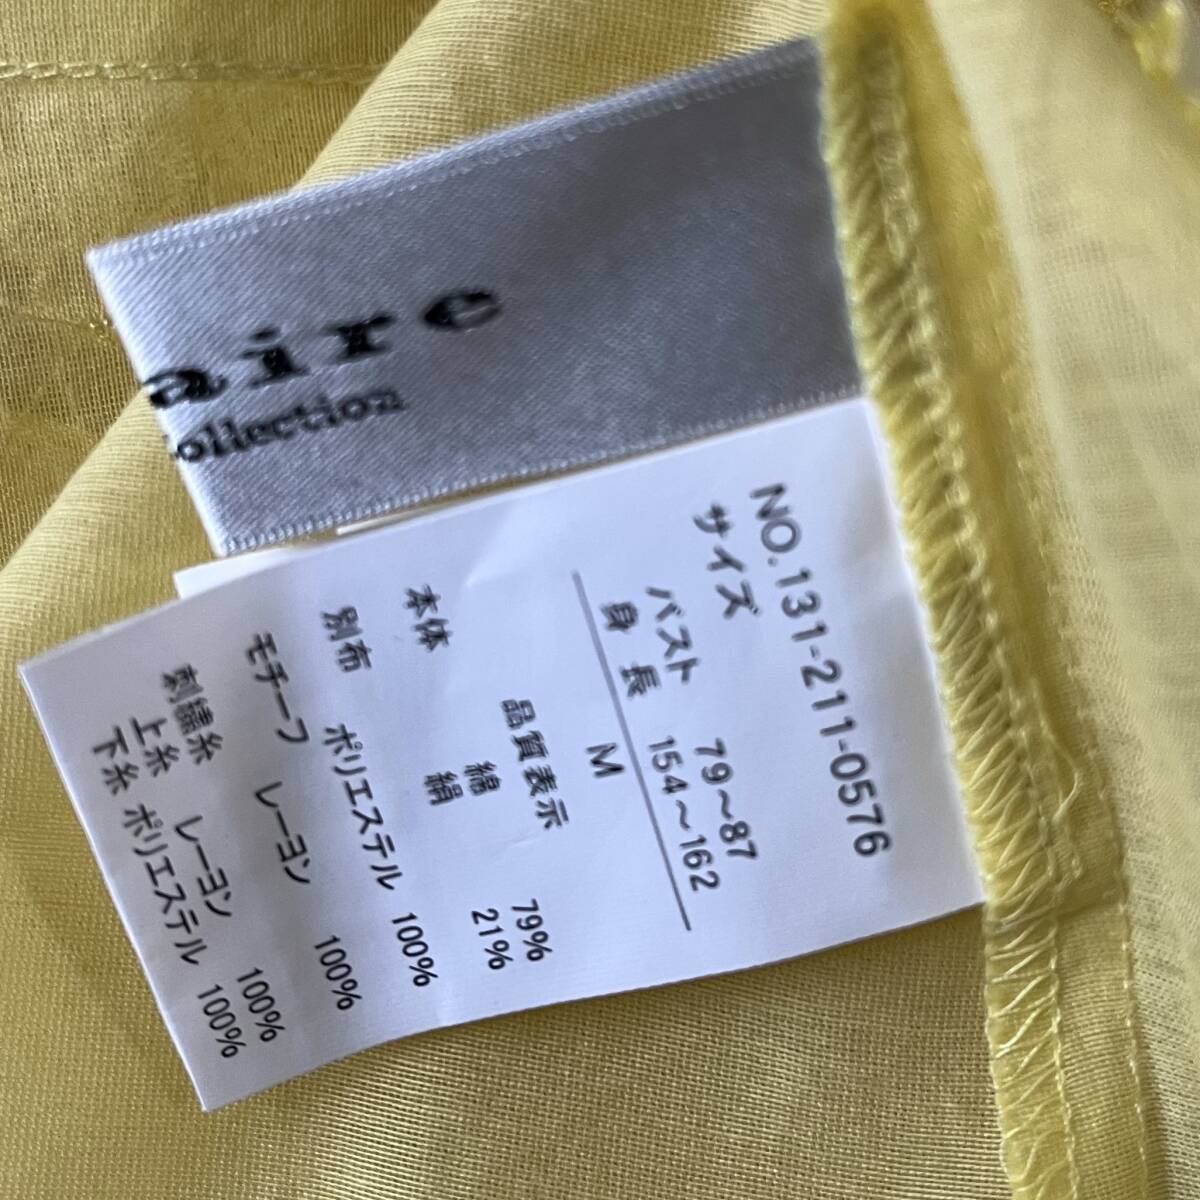 aire
ollection
NO.131-211-0576
サイズ
バスト 79〜87
身長 154〜162
M
品質表示
本体 綿 79%
絹 21%
別布 ポリエステル 100%
モチーフ レーヨン 100%
刺繍糸
上糸 レーヨン 100%
下糸 ポリエステル 100%